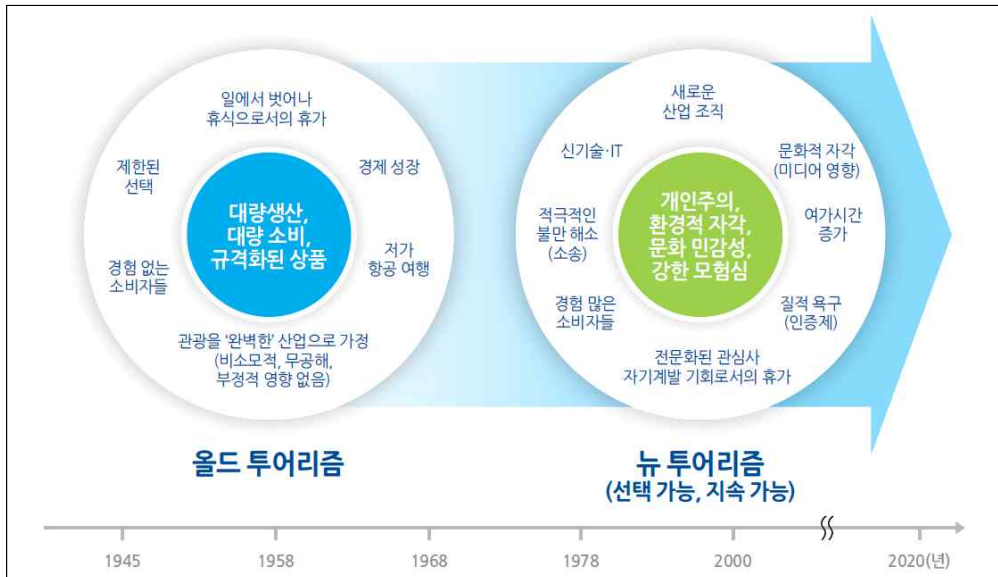 일에서 벗어나
휴식으로서의 휴가
제한된
선택
경제 성장
대량생산,
대량 소비,
규격화된 상품
경험 없는
소비자들
저가
항공 여행
관광을 ‘완벽한’ 산업으로 가정
(비소모적, 무공해,
부정적 영향 없음)
올드 투어리즘
새로운
산업 조직
신기술·IT
문화적 자각
(미디어 영향)
적극적인
불만 해소
(소송)
개인주의,
환경적 자각,
문화 민감성,
강한 모험심
여가시간
증가
경험 많은
소비자들
질적 욕구
(인증제)
전문화된 관심사
자기계발 기회로서의 휴가
뉴 투어리즘
(선택 가능, 지속 가능)
1945 1958 1968 1978 2000 2020(년)